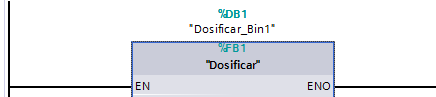 %DB1
"Dosificar_Bin1"
%FB1
"Dosificar"
EN ENO